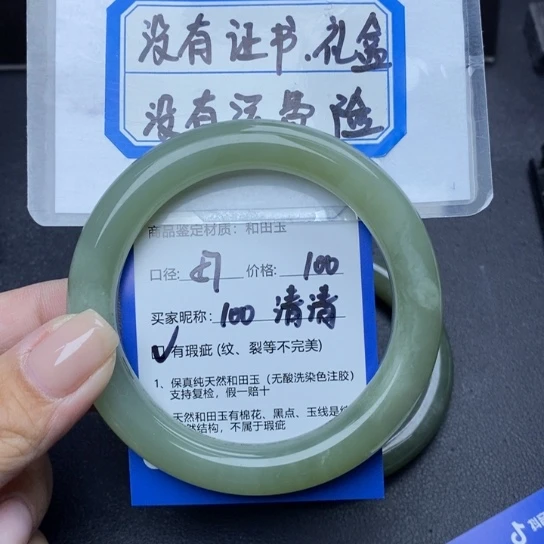 没有证书.礼盒
没有运费险
商品鉴定材质：和田玉
口径: 57 价格: 100
买家昵称: 100 清清
有瑕疵 (纹、裂等不完美)
1、保真纯天然和田玉（无酸洗染色注胶）
支持复检，假一赔十
天然和田玉有棉花、黑点、玉线是
然结构，不属于瑕疵